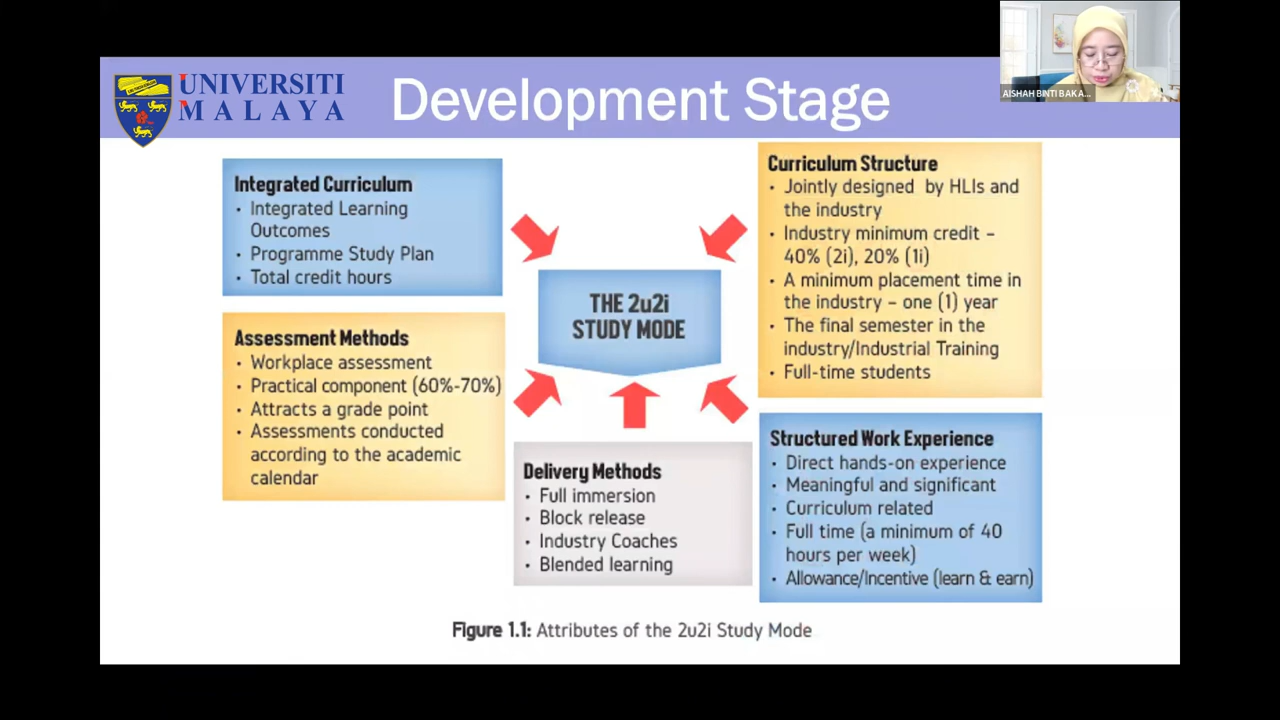 UNIVERSITI
MALAYA
Development Stage
AISHAH BINTI BAKA...
Integrated Curriculum
• Integrated Learning
Outcomes
• Programme Study Plan
• Total credit hours
Assessment Methods
• Workplace assessment
• Practical component (60%-70%)
• Attracts a grade point
• Assessments conducted
according to the academic
calendar
THE 2u2i
STUDY MODE
Delivery Methods
• Full immersion
• Block release
• Industry Coaches
• Blended learning
Curriculum Structure
• Jointly designed by HLIs and
the industry
• Industry minimum credit –
40% (2i), 20% (1i)
• A minimum placement time in
the industry – one (1) year
• The final semester in the
industry/Industrial Training
• Full-time students
Structured Work Experience
• Direct hands-on experience
• Meaningful and significant
• Curriculum related
• Full time (a minimum of 40
hours per week)
• Allowance/Incentive (learn & earn)
Figure 1.1: Attributes of the 2u2i Study Mode